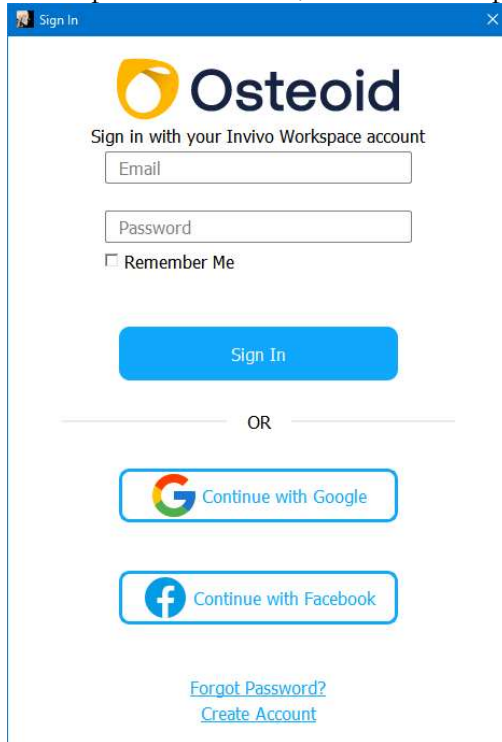 Sign In
Osteoid
Sign in with your Invivo Workspace account
Email
Password
Remember Me
Sign In
OR
Continue with Google
Continue with Facebook
Forgot Password?
Create Account